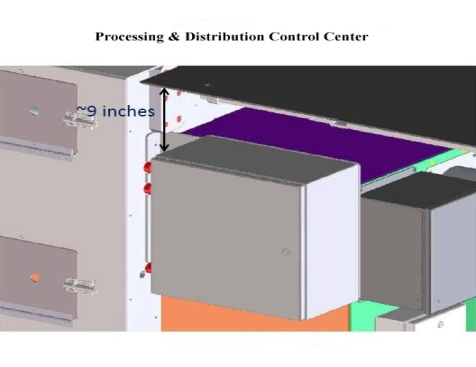 Processing & Distribution Control Center
~9 inches